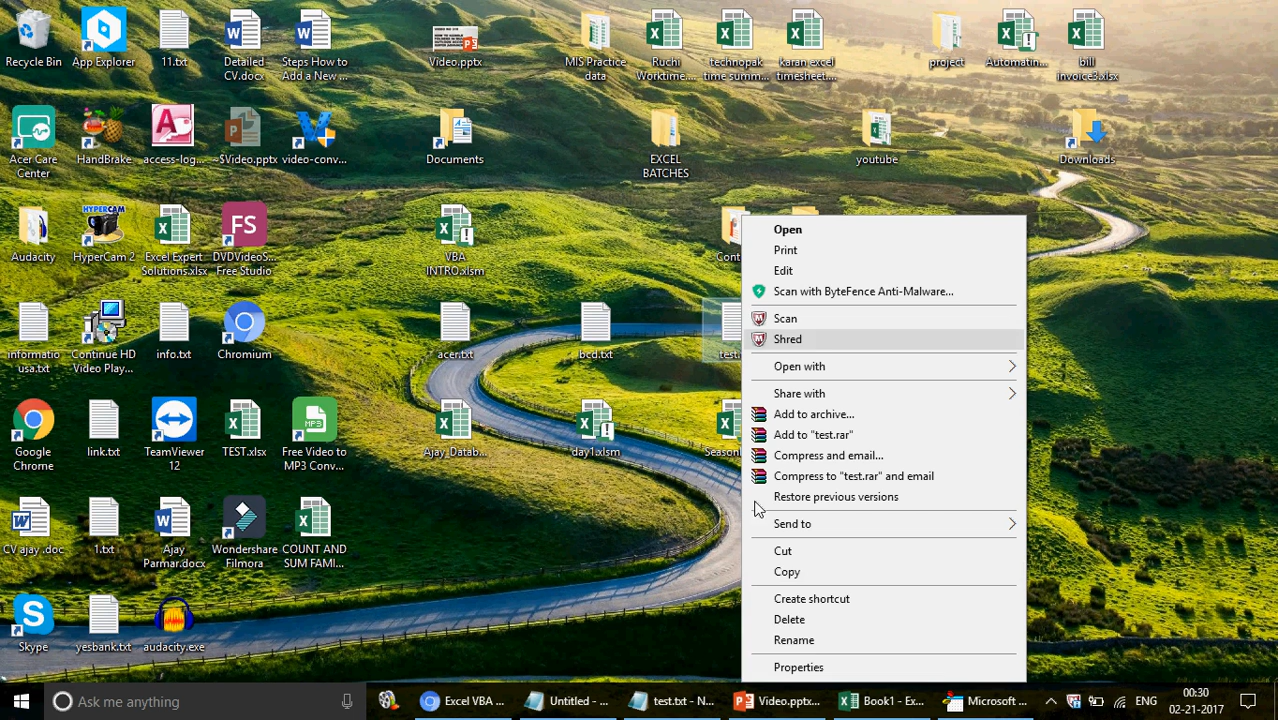 Recycle Bin
App Explorer
11.txt
Detailed
CV.docx
Steps How to
Add a New ...
Video.pptx
MIS Practice
data
Ruchi
Worktime....
technopak
time summ...
karan excel
timesheet....
project
Automatin...
bill
invoice3.xlsx
Acer Care
Center
HandBrake
access-log...
~$Video.pptx
video-conv...
Documents
EXCEL
BATCHES
youtube
Downloads
Audacity
HYPERCAM
HyperCam 2
Excel Expert
Solutions.xlsx
FS
DVDVideoS...
Free Studio
VBA
INTRO.xlsm
Cont
informatio
usa.txt
Continue HD
Video Play...
info.txt
Chromium
acer.txt
bcd.txt
test.
Google
Chrome
link.txt
TeamViewer
12
TEST.xlsx
MP3
Free Video to
MP3 Conv...
Ajay_Datab...
day1.xlsm
Season
CV ajay .doc
1.txt
Ajay
Parmar.docx
Wondershare
Filmora
COUNT AND
SUM FAMI...
Skype
yesbank.txt
audacity.exe
Open
Print
Edit
Scan with ByteFence Anti-Malware...
Scan
Shred
Open with
Share with
Add to archive...
Add to "test.rar"
Compress and email...
Compress to "test.rar" and email
Restore previous versions
Send to
Cut
Copy
Create shortcut
Delete
Rename
Properties
Ask me anything
Excel VBA ...
Untitled - ...
test.txt - N...
Video.pptx...
Book1 - Ex...
Microsoft ...
ENG
00:30
02-21-2017